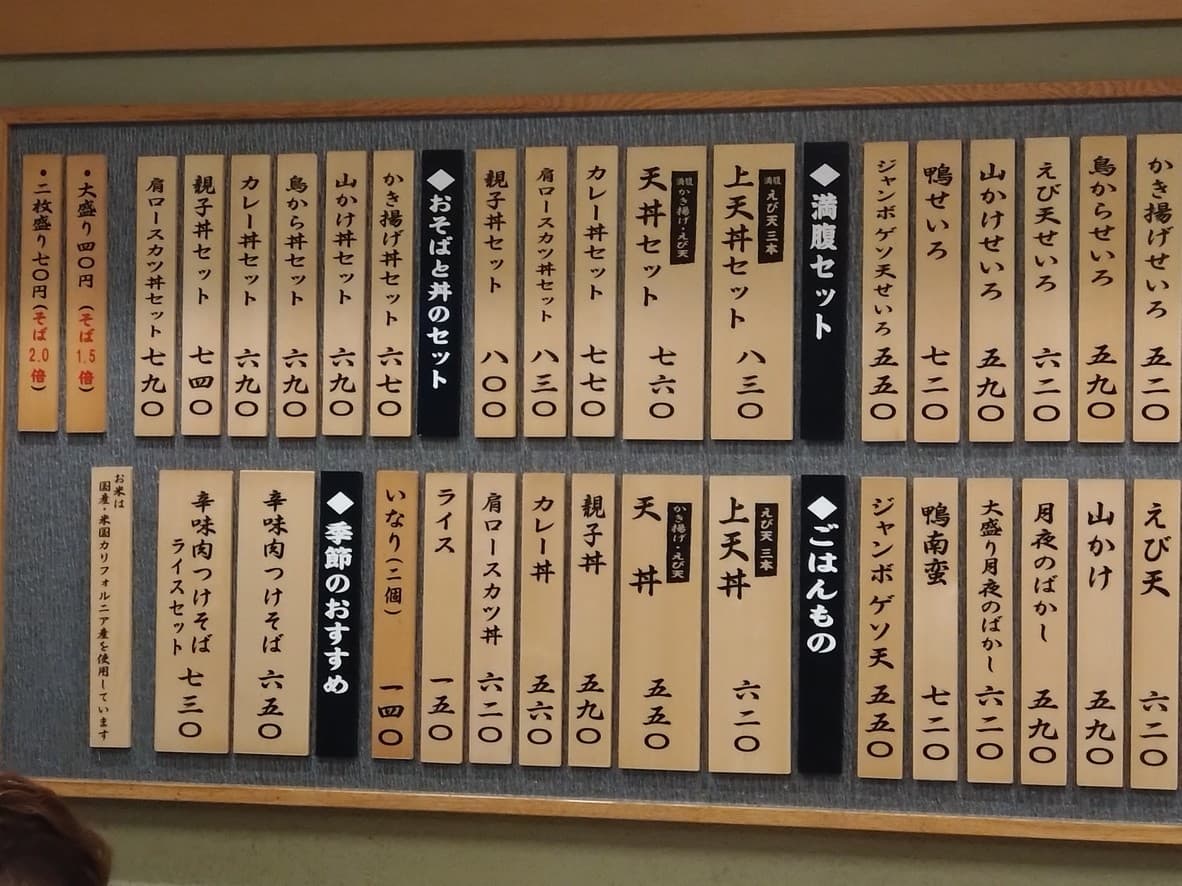 かき揚げせいろ 五二〇
鳥からせいろ 五九〇
えび天せいろ 六二〇
山かけせいろ 五九〇
鴨せいろ 七二〇
ジャンボゲソ天せいろ 五五〇
◆満腹セット
満腹 えび天 三本
上天丼セット 八三〇
満腹 かき揚げ・えび天
天丼セット 七六〇
カレー丼セット 七七〇
肩ロースカツ丼セット 八三〇
親子丼セット 八〇〇
◆おそばと丼のセット
かき揚げ丼セット 六七〇
山かけ丼セット 六九〇
鳥から丼セット 六九〇
カレー丼セット 六九〇
親子丼セット 七四〇
肩ロースカツ丼セット 七九〇
・大盛り四〇円(そば1.5倍)
・二枚盛り七〇円(そば2.0倍)
えび天 六二〇
山かけ 五九〇
月夜のばかし 五九〇
大盛り月夜のばかし 六二〇
鴨南蛮 七二〇
ジャンボゲソ天 五五〇
◆ごはんもの
えび天 三本
上天丼 六二〇
かき揚げ・えび天
天丼 五五〇
親子丼 五九〇
カレー丼 五六〇
肩ロースカツ丼 六二〇
ライス 一五〇
いなり(二個) 一四〇
◆季節のおすすめ
辛味肉つけそば 六五〇
辛味肉つけそば
ライスセット 七三〇
お米は
国産・米国カリフォルニア産を使用しています